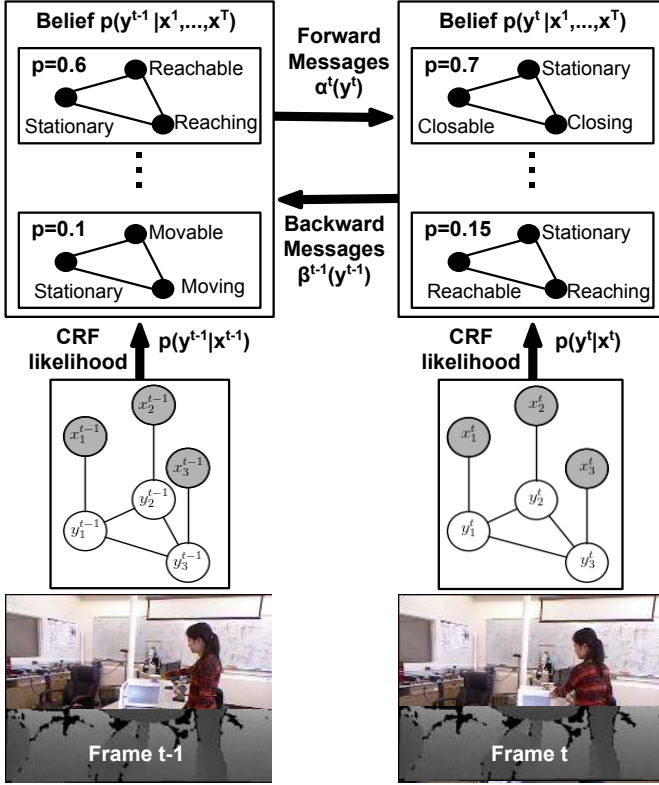 Belief p(y^{t-1} |x^1,...,x^T)
p=0.6
Reachable
Stationary
Reaching
p=0.1
Movable
Stationary
Moving
Forward
Messages
α^t(y^t)
Backward
Messages
β^{t-1}(y^{t-1})
Belief p(y^t |x^1,...,x^T)
p=0.7
Stationary
Closable
Closing
p=0.15
Stationary
Reachable
Reaching
CRF
likelihood
p(y^{t-1}|x^{t-1})
CRF
likelihood
p(y^t|x^t)
x_2^{t-1}
x_1^{t-1}
x_3^{t-1}
y_2^{t-1}
y_1^{t-1}
y_3^{t-1}
x_2^t
x_1^t
x_3^t
y_2^t
y_1^t
y_3^t
Frame t-1
Frame t